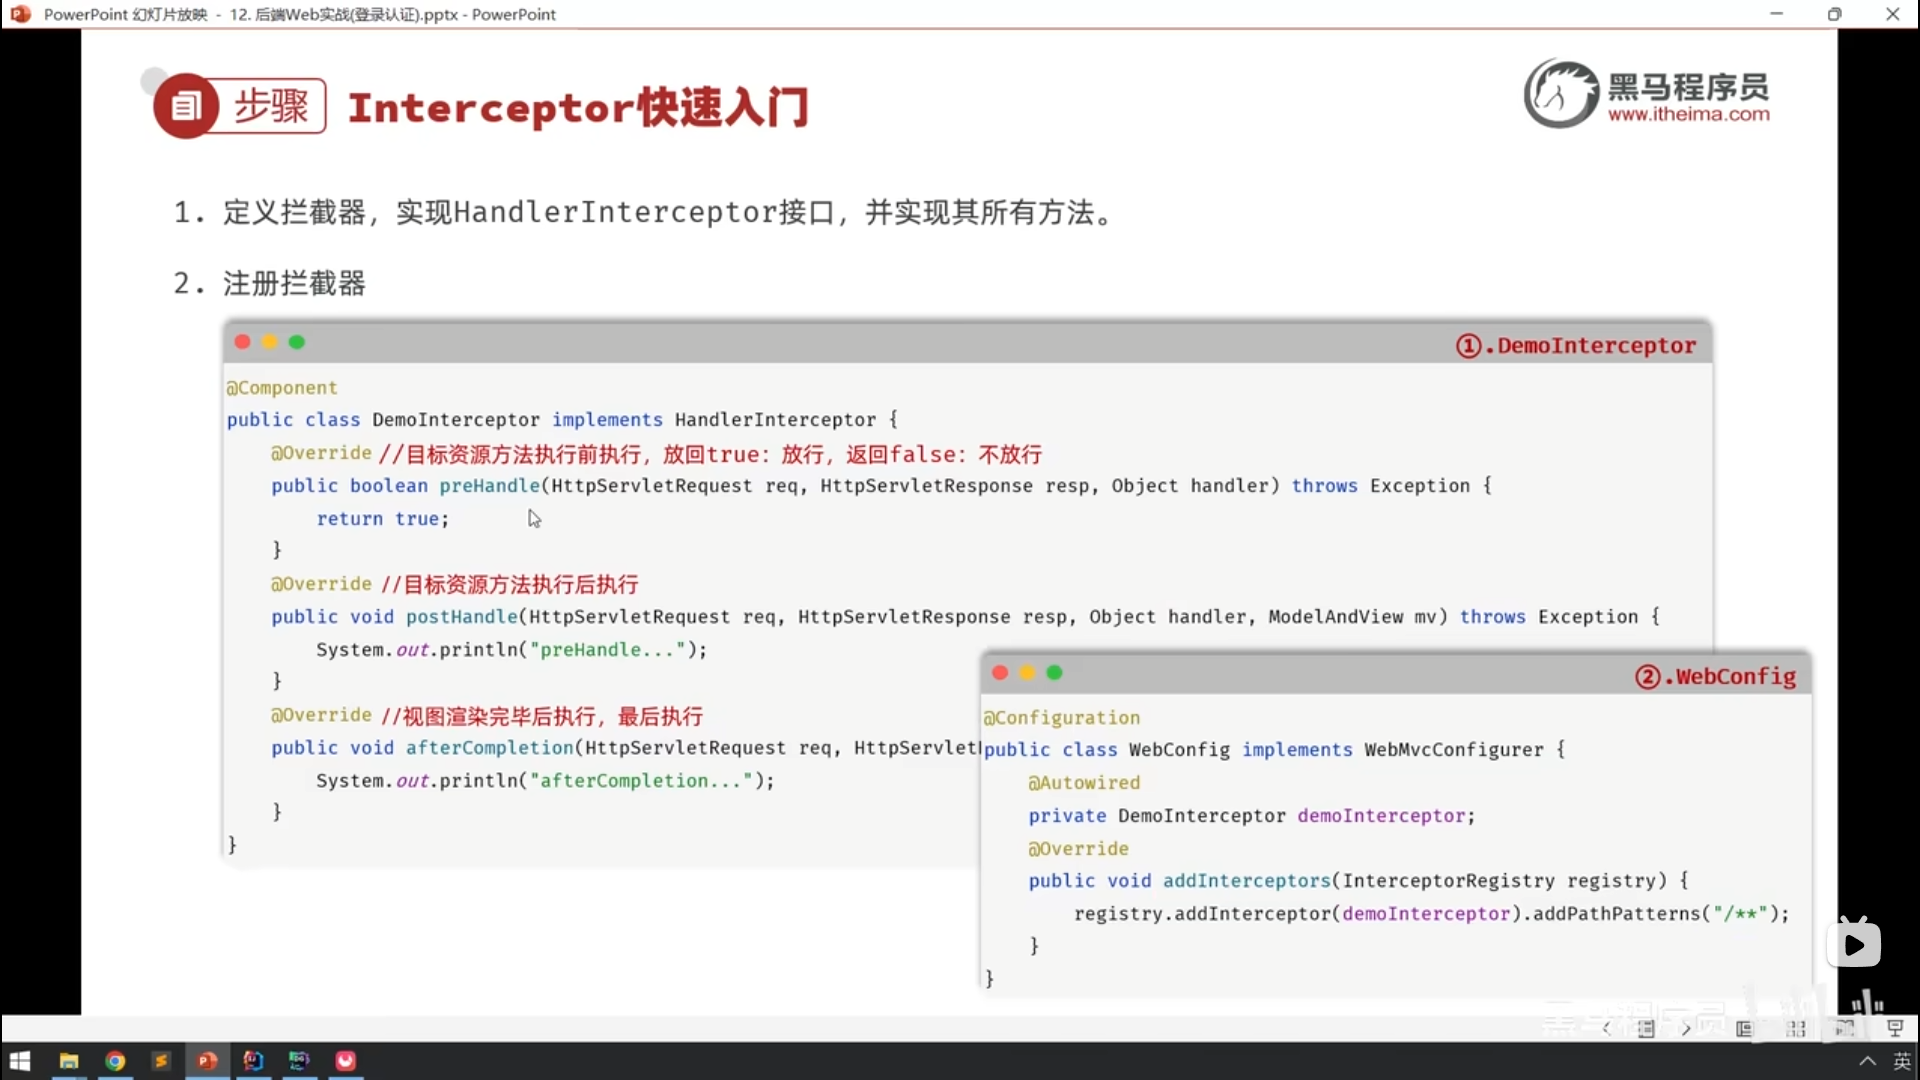 PowerPoint 幻灯片放映 - 12. 后端Web实战(登录认证).pptx - PowerPoint
步骤
Interceptor快速入门
黑马程序员
www.itheima.com
1. 定义拦截器，实现HandlerInterceptor接口，并实现其所有方法。
2. 注册拦截器
①.DemoInterceptor
@Component
public class DemoInterceptor implements HandlerInterceptor {
@Override //目标资源方法执行前执行，放回true：放行，返回false：不放行
public boolean preHandle(HttpServletRequest req, HttpServletResponse resp, Object handler) throws Exception {
return true;
}
@Override //目标资源方法执行后执行
public void postHandle(HttpServletRequest req, HttpServletResponse resp, Object handler, ModelAndView mv) throws Exception {
System.out.println("preHandle...");
}
@Override //视图渲染完毕后执行，最后执行
public void afterCompletion(HttpServletRequest req, HttpServlet
System.out.println("afterCompletion...");
}
}
②.WebConfig
@Configuration
public class WebConfig implements WebMvcConfigurer {
@Autowired
private DemoInterceptor demoInterceptor;
@Override
public void addInterceptors(InterceptorRegistry registry) {
registry.addInterceptor(demoInterceptor).addPathPatterns("/**");
}
}
黑马程序员
英